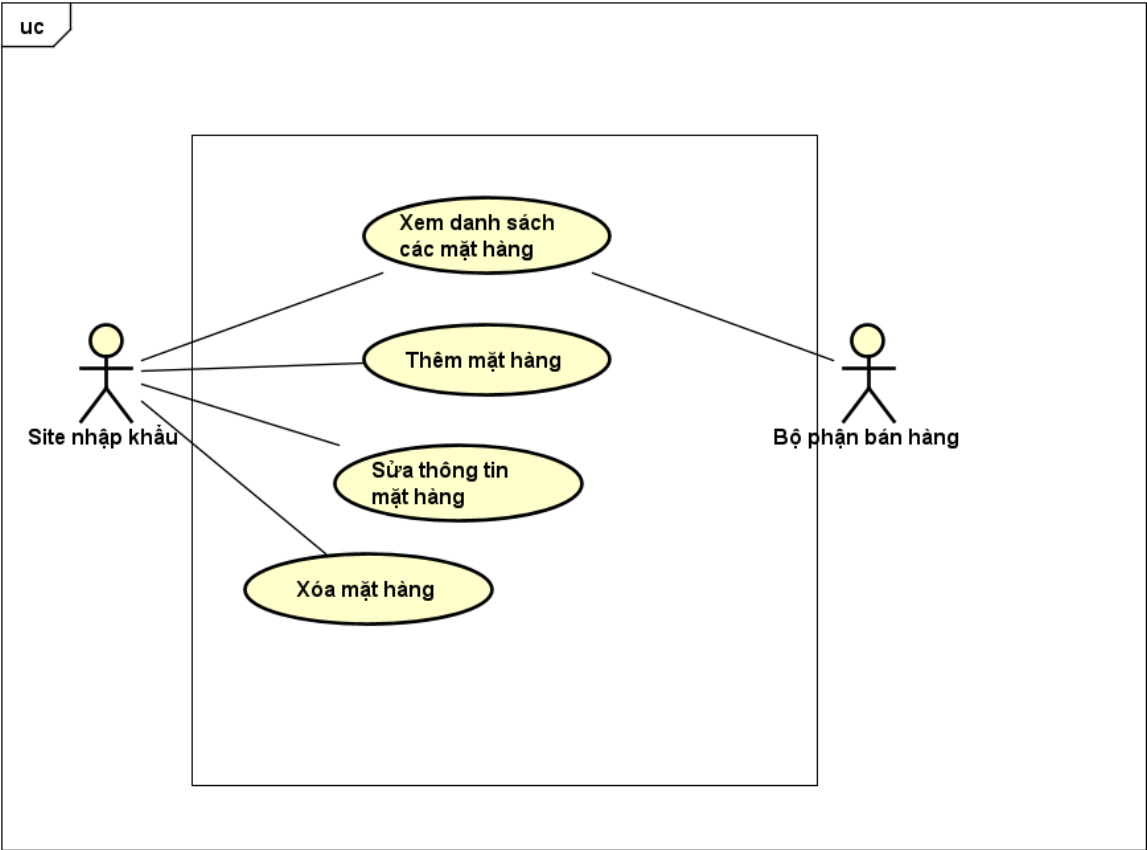 uc
Xem danh sách
các mặt hàng
Thêm mặt hàng
Site nhập khẩu
Bộ phận bán hàng
Sửa thông tin
mặt hàng
Xóa mặt hàng